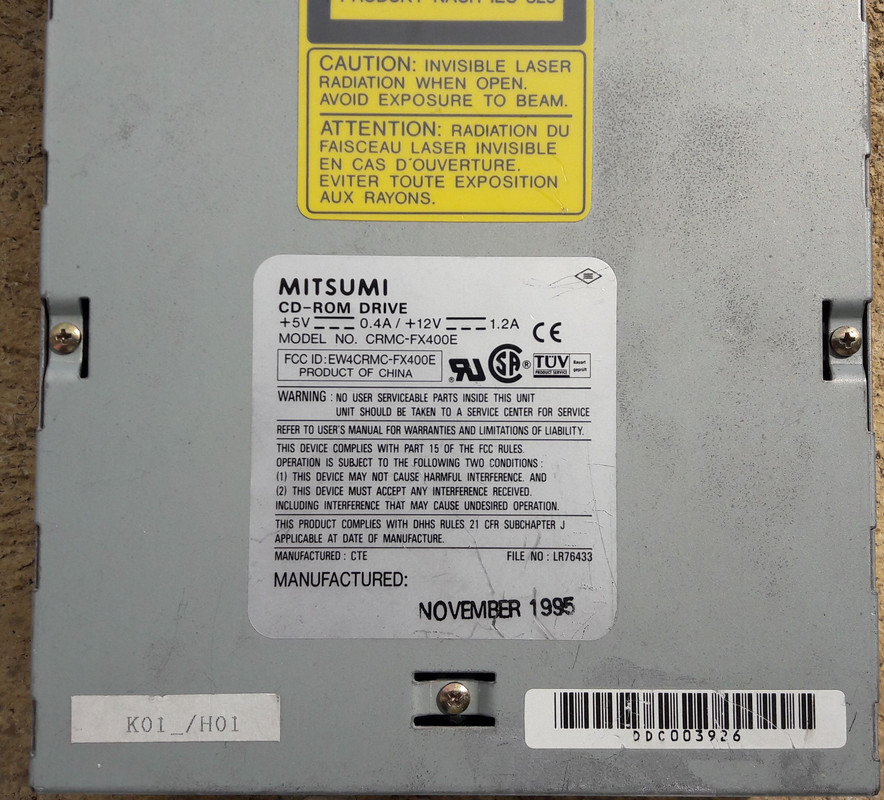 CAUTION: INVISIBLE LASER
RADIATION WHEN OPEN.
AVOID EXPOSURE TO BEAM.
ATTENTION: RADIATION DU
FAISCEAU LASER INVISIBLE
EN CAS D'OUVERTURE.
EVITER TOUTE EXPOSITION
AUX RAYONS.
MITSUMI
CD-ROM DRIVE
+5V 0.4A / +12V 1.2A
MODEL NO. CRMC-FX400E
CE
FCC ID: EW4CRMC-FX400E
PRODUCT OF CHINA
RU ® SA ® TÜV
PRODUCT SERVICE
Bauart
geprüft
WARNING : NO USER SERVICEABLE PARTS INSIDE THIS UNIT
UNIT SHOULD BE TAKEN TO A SERVICE CENTER FOR SERVICE
REFER TO USER'S MANUAL FOR WARRANTIES AND LIMITATIONS OF LIABILITY.
THIS DEVICE COMPLIES WITH PART 15 OF THE FCC RULES.
OPERATION IS SUBJECT TO THE FOLLOWING TWO CONDITIONS :
(1) THIS DEVICE MAY NOT CAUSE HARMFUL INTERFERENCE. AND
(2) THIS DEVICE MUST ACCEPT ANY INTERFERENCE RECEIVED.
INCLUDING INTERFERENCE THAT MAY CAUSE UNDESIRED OPERATION.
THIS PRODUCT COMPLIES WITH DHHS RULES 21 CFR SUBCHAPTER J
APPLICABLE AT DATE OF MANUFACTURE.
MANUFACTURED : CTE FILE NO : LR76433
MANUFACTURED:
NOVEMBER 1995
K01_/H01
DDC003926